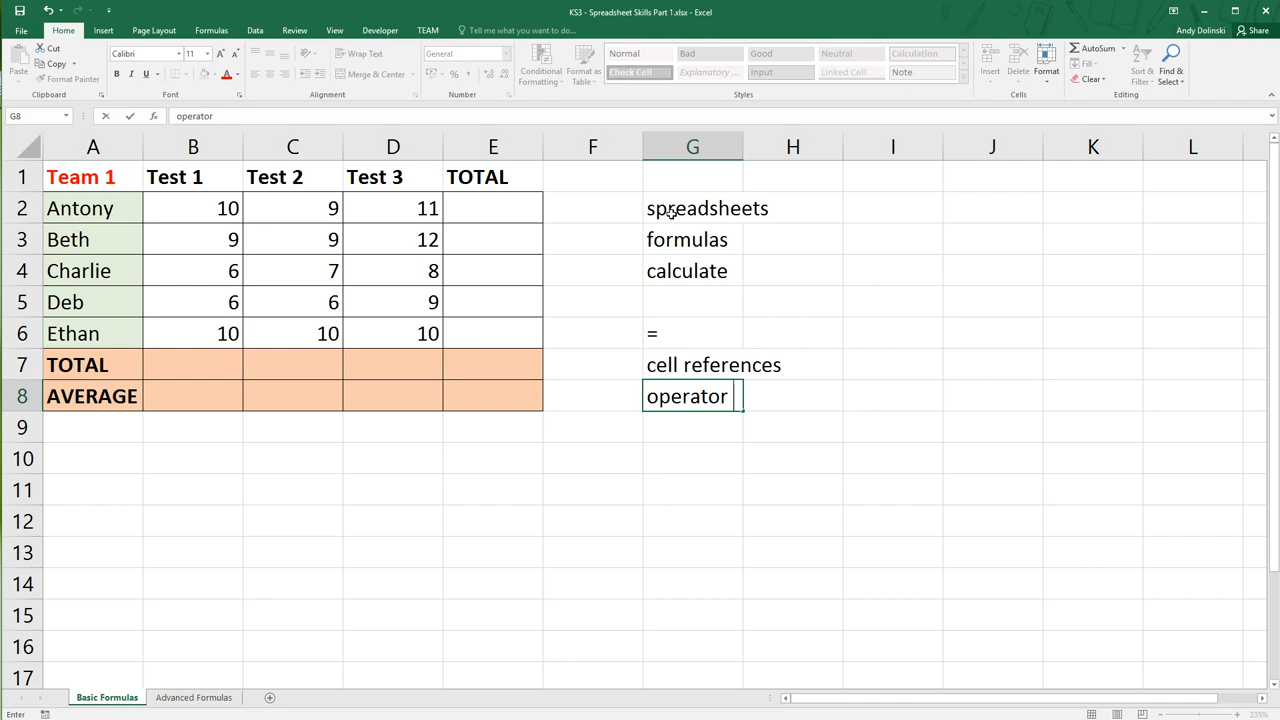 KS3 - Spreadsheet Skills Part 1.xlsx - Excel
File Home Insert Page Layout Formulas Data Review View Developer TEAM Tell me what you want to do... Andy Dolinski Share
Cut
Copy
Format Painter
Paste
Clipboard
Calibri 11
B I U
Font
Wrap Text
Merge & Center
Alignment
General
Number
Conditional Formatting
Format as Table
Normal Bad Good Neutral Calculation
Check Cell Explanatory ... Input Linked Cell Note
Styles
Insert Delete Format
Cells
AutoSum
Fill
Clear
Sort & Filter
Find & Select
Editing
G8 fx operator
A B C D E F G H I J K L
1 Team 1 Test 1 Test 2 Test 3 TOTAL
2 Antony 10 9 11 spreadsheets
3 Beth 9 9 12 formulas
4 Charlie 6 7 8 calculate
5 Deb 6 6 9
6 Ethan 10 10 10 =
7 TOTAL cell references
8 AVERAGE operator
9
10
11
12
13
14
15
16
17
Basic Formulas Advanced Formulas
Enter 235%